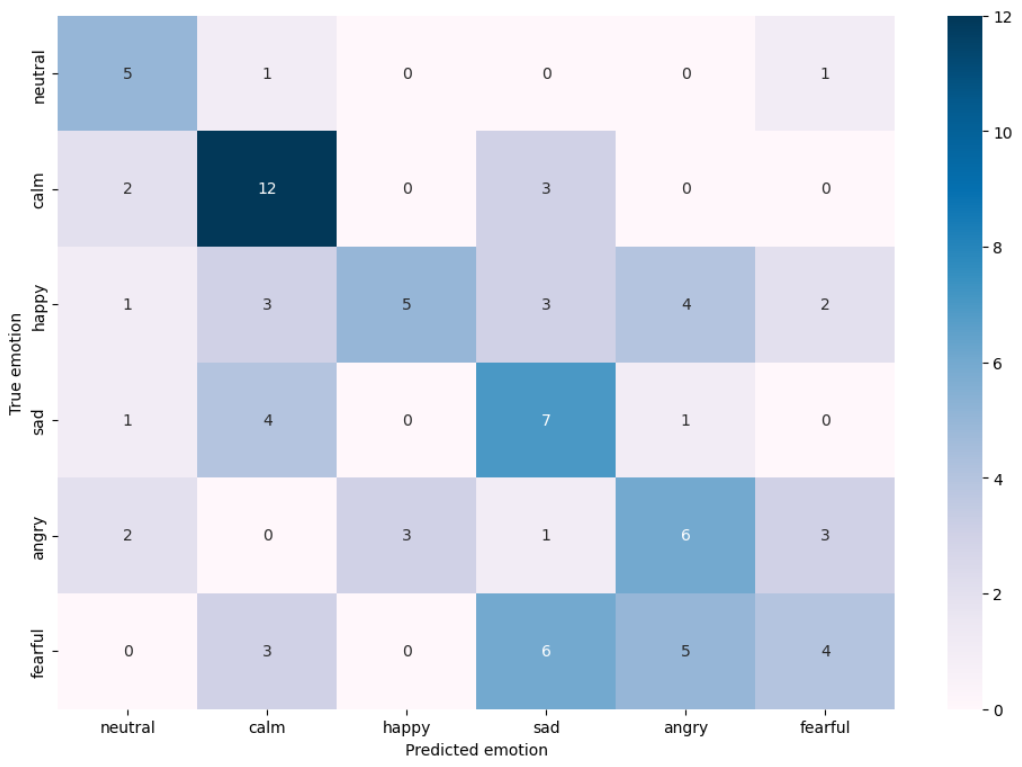 neutral 5 1 0 0 0 1
calm 2 12 0 3 0 0
happy 1 3 5 3 4 2
sad 1 4 0 7 1 0
angry 2 0 3 1 6 3
fearful 0 3 0 6 5 4
neutral calm happy sad angry fearful
Predicted emotion
True emotion
12
10
8
6
4
2
0